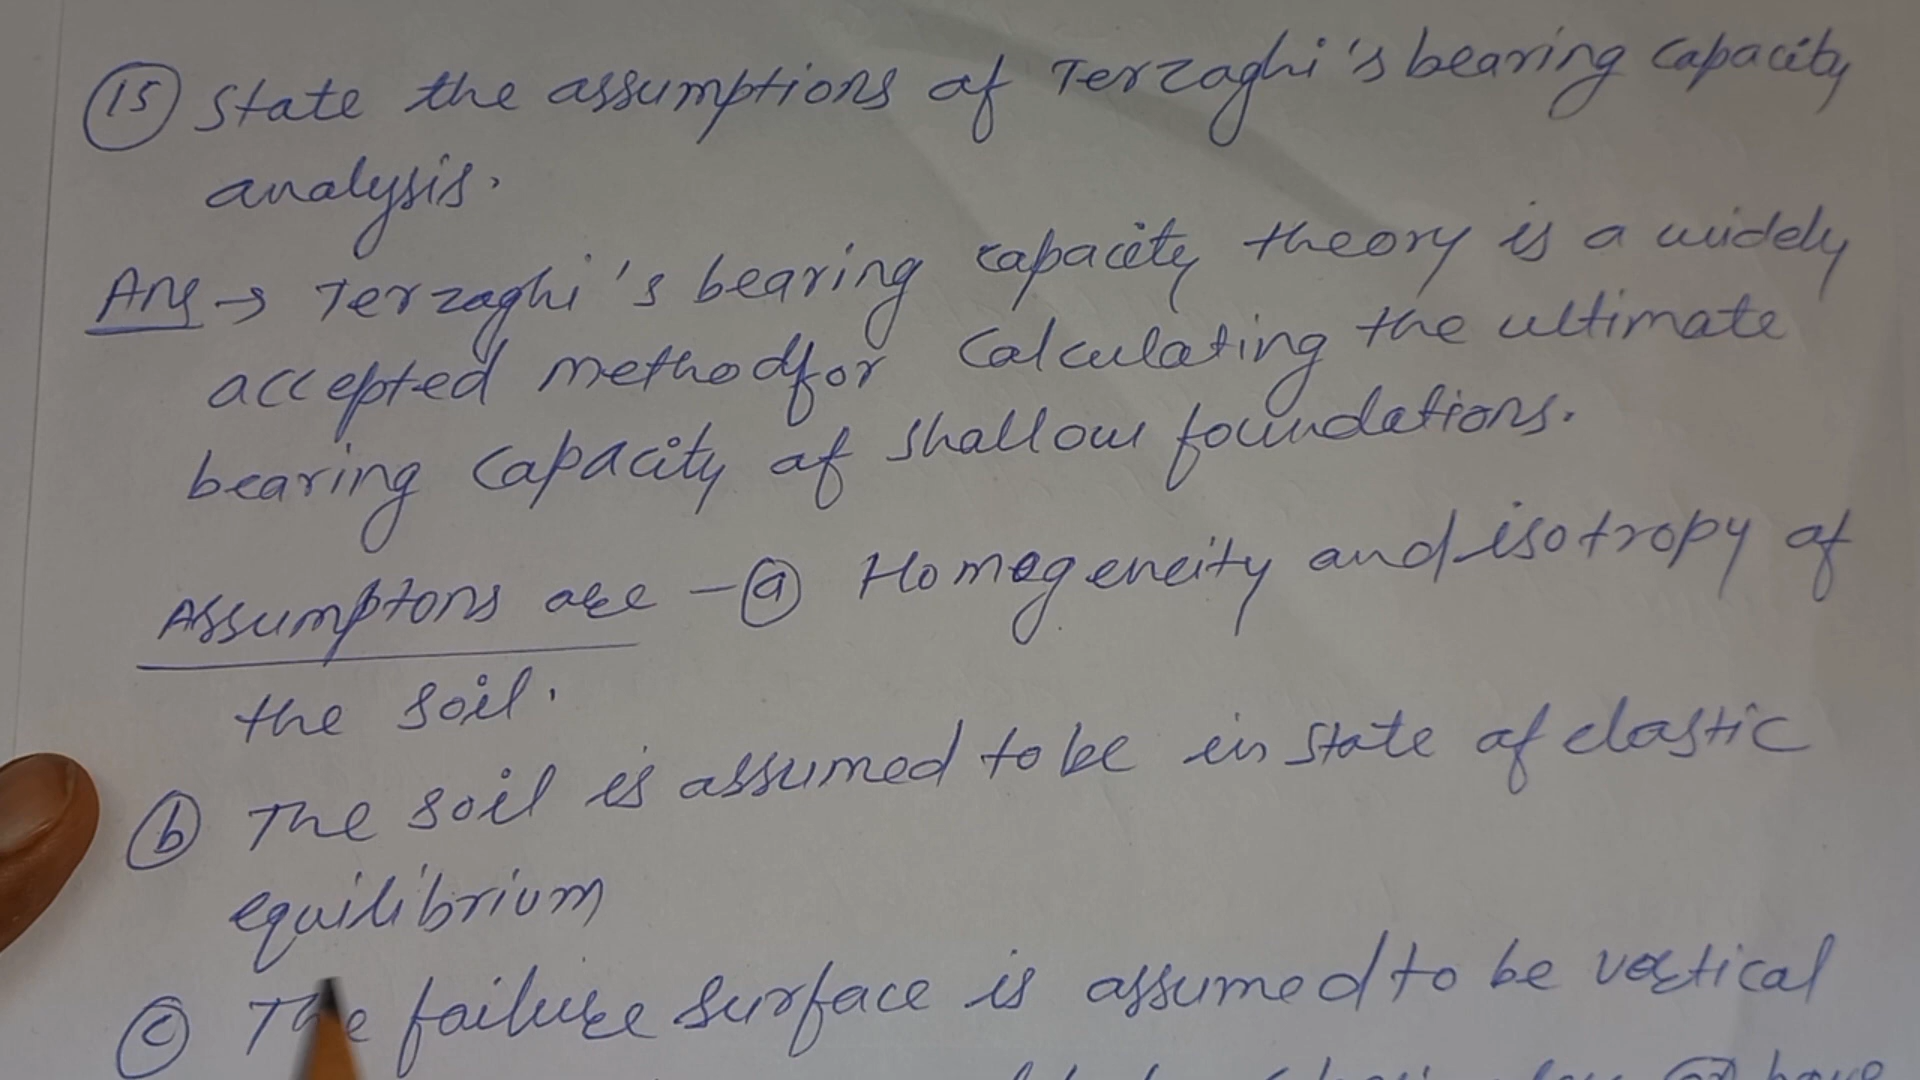 15 State the assumptions of Terzaghi's bearing capacity
analysis.
Ans → Terzaghi's bearing capacity theory is a widely
accepted method for calculating the ultimate
bearing capacity of shallow foundations.
Assumptons are - a Homogeneity and isotropy of
the soil.
b The soil is assumed to be in state of elastic
equilibrium
c The failure surface is assumed to be vertical